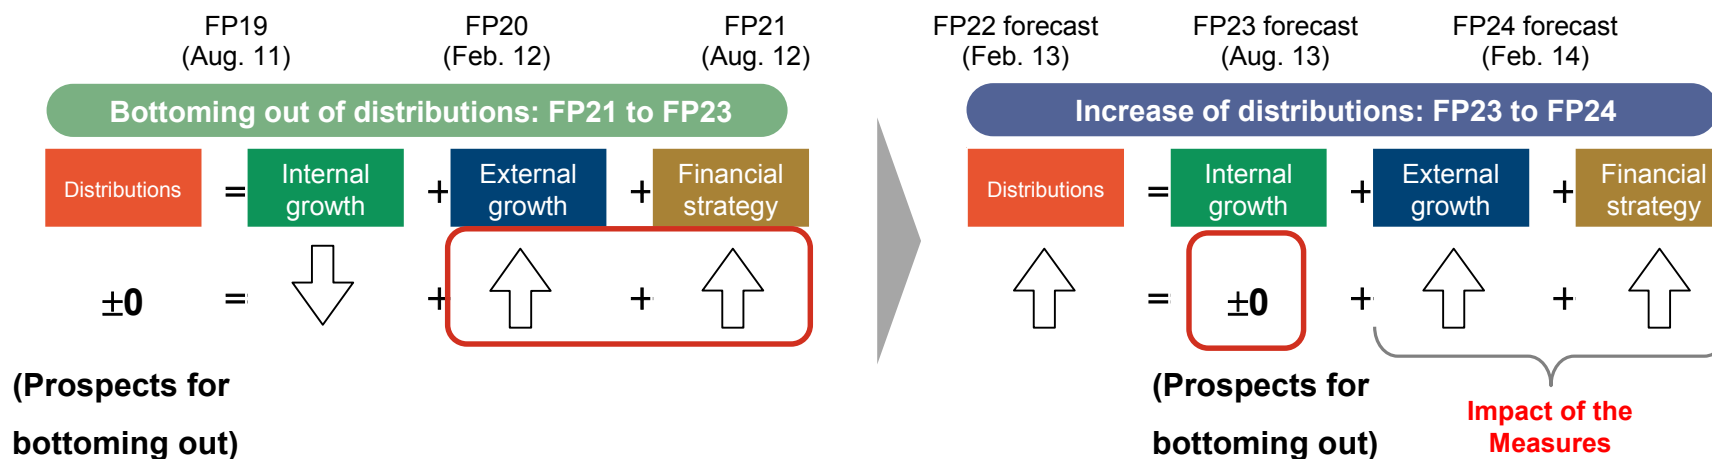 FP19
(Aug. 11)
FP20
(Feb. 12)
FP21
(Aug. 12)
Bottoming out of distributions: FP21 to FP23
Distributions
=
Internal
growth
+
External
growth
+
Financial
strategy
±0
=
+
+
(Prospects for
bottoming out)
FP22 forecast
(Feb. 13)
FP23 forecast
(Aug. 13)
FP24 forecast
(Feb. 14)
Increase of distributions: FP23 to FP24
Distributions
=
Internal
growth
+
External
growth
+
Financial
strategy
=
±0
+
+
(Prospects for
bottoming out)
Impact of the
Measures